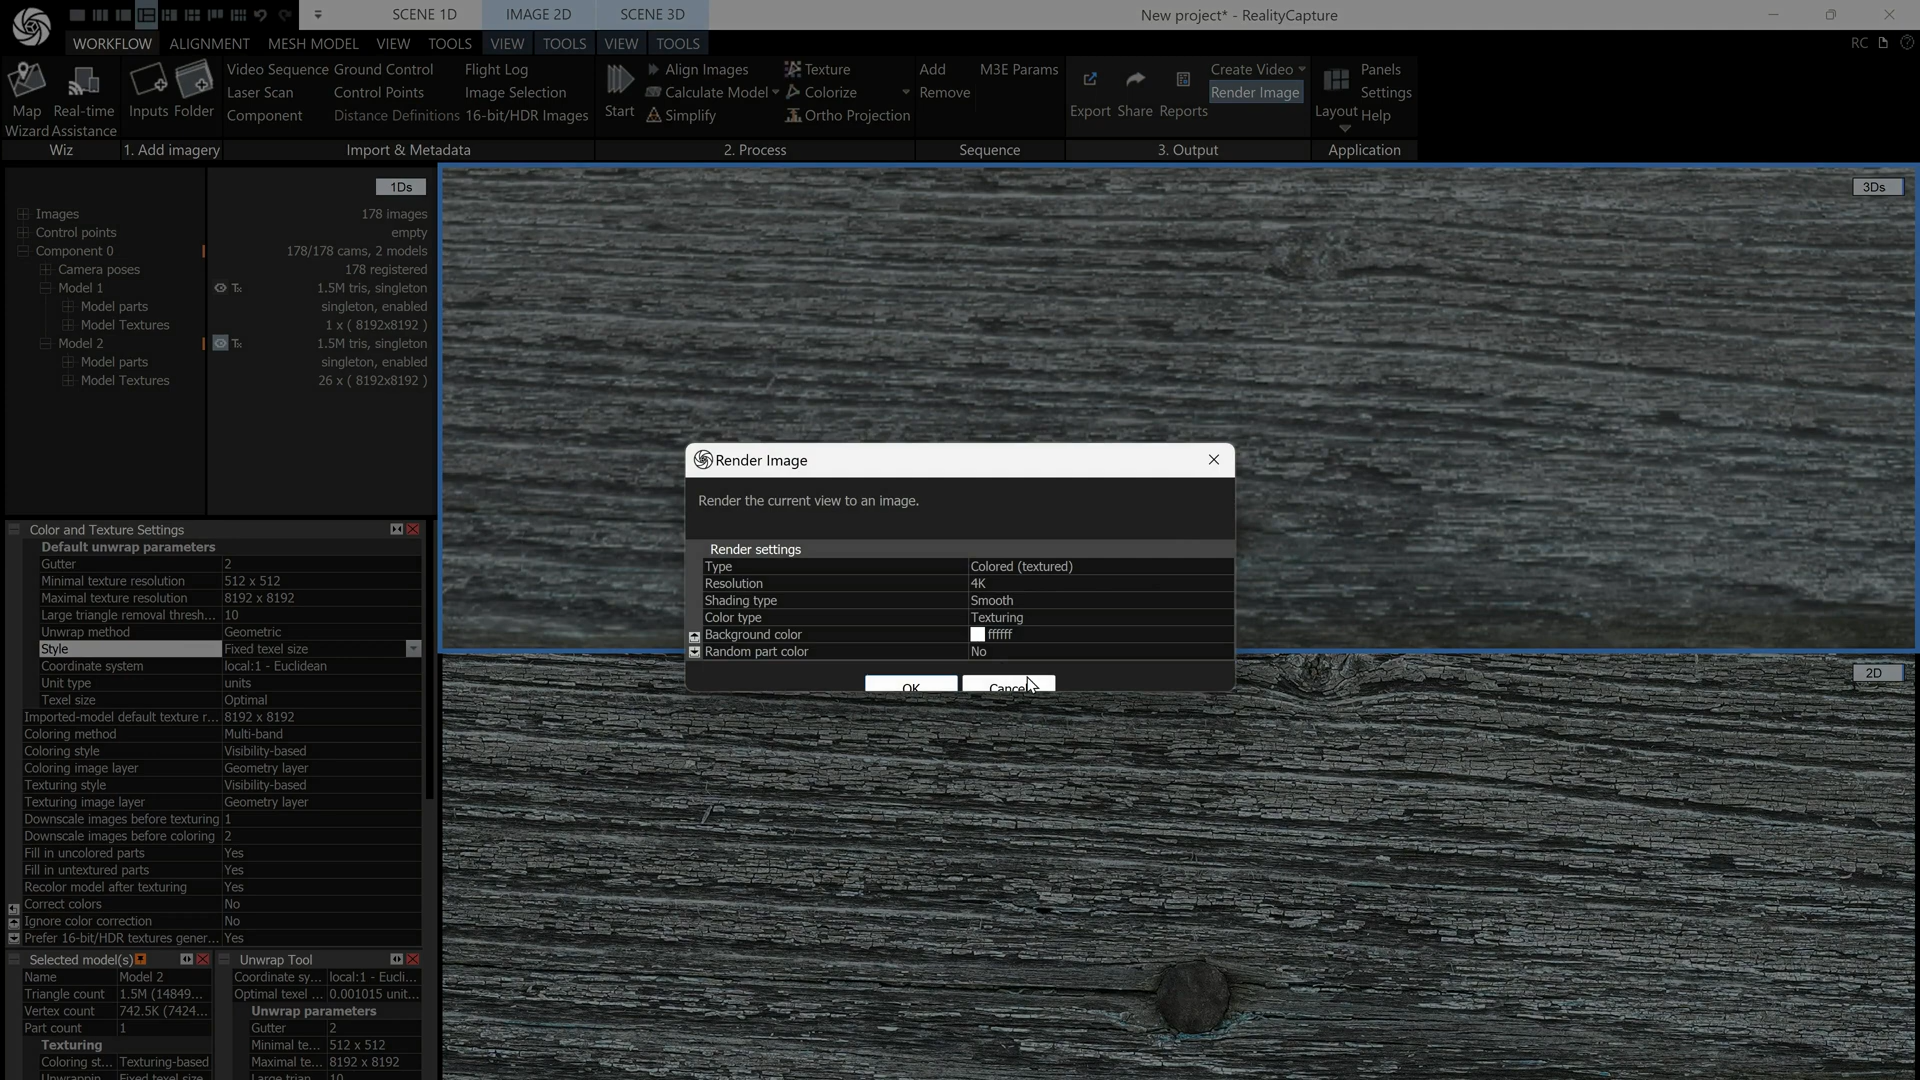 SCENE 1D IMAGE 2D SCENE 3D New project* - RealityCapture
WORKFLOW ALIGNMENT MESH MODEL VIEW TOOLS VIEW TOOLS VIEW TOOLS RC
Map Wizard
Real-time Assistance
Wiz
Inputs Folder
1. Add imagery
Video Sequence Ground Control Flight Log
Laser Scan Control Points Image Selection
Component Distance Definitions 16-bit/HDR Images
Import & Metadata
Start
Align Images Texture
Calculate Model Colorize
Simplify Ortho Projection
2. Process
Add M3E Params
Remove
Sequence
Export Share Reports
Create Video
Render Image
3. Output
Layout
Panels
Settings
Help
Application
1Ds
Images 178 images
Control points empty
Component 0 178/178 cams, 2 models
Camera poses 178 registered
Model 1 Tx 1.5M tris, singleton
Model parts singleton, enabled
Model Textures 1 x ( 8192x8192 )
Model 2 Tx 1.5M tris, singleton
Model parts singleton, enabled
Model Textures 26 x ( 8192x8192 )
3Ds
Render Image
Render the current view to an image.
Render settings
Type Colored (textured)
Resolution 4K
Shading type Smooth
Color type Texturing
Background color ffffff
Random part color No
OK Cancel
2D
Color and Texture Settings
Default unwrap parameters
Gutter 2
Minimal texture resolution 512 x 512
Maximal texture resolution 8192 x 8192
Large triangle removal thresh... 10
Unwrap method Geometric
Style Fixed texel size
Coordinate system local:1 - Euclidean
Unit type units
Texel size Optimal
Imported-model default texture r... 8192 x 8192
Coloring method Multi-band
Coloring style Visibility-based
Coloring image layer Geometry layer
Texturing style Visibility-based
Texturing image layer Geometry layer
Downscale images before texturing 1
Downscale images before coloring 2
Fill in uncolored parts Yes
Fill in untextured parts Yes
Recolor model after texturing Yes
Correct colors No
Ignore color correction No
Prefer 16-bit/HDR textures gener... Yes
Selected model(s)
Name Model 2
Triangle count 1.5M (14849...
Vertex count 742.5K (7424...
Part count 1
Texturing
Coloring st... Texturing-based
Unwrappin... Fixed texel size
Unwrap Tool
Coordinate sy... local:1 - Eucli...
Optimal texel ... 0.001015 unit...
Unwrap parameters
Gutter 2
Minimal te... 512 x 512
Maximal te... 8192 x 8192
Large trian... 10